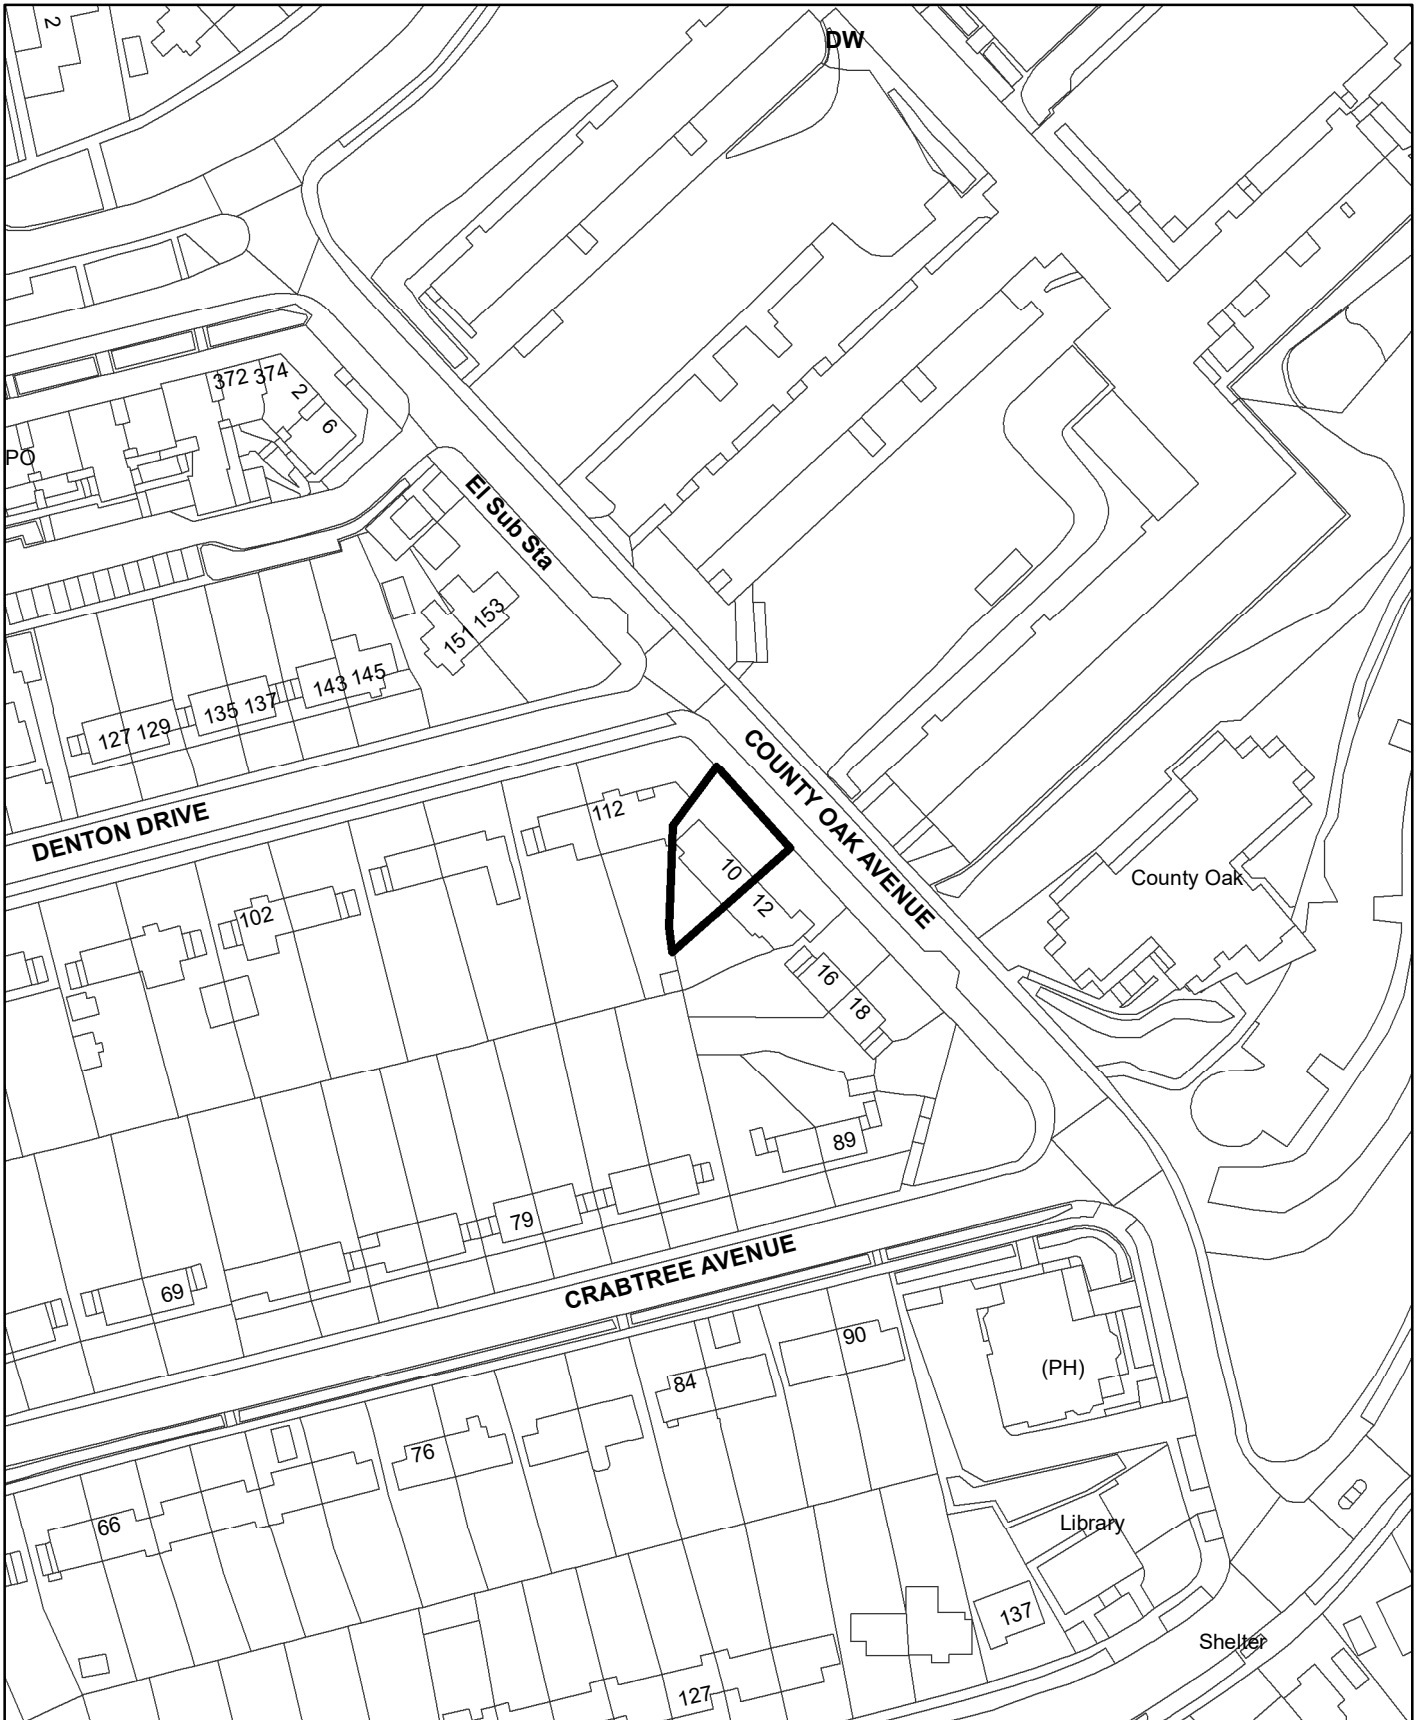 2
DW
372 374
2
6
PO
El Sub Sta
151 153
143 145
135 137
127 129
COUNTY OAK AVENUE
DENTON DRIVE
112
10
12
County Oak
102
16
18
89
79
CRABTREE AVENUE
69
90
(PH)
84
76
66
Library
137
Shelter
127